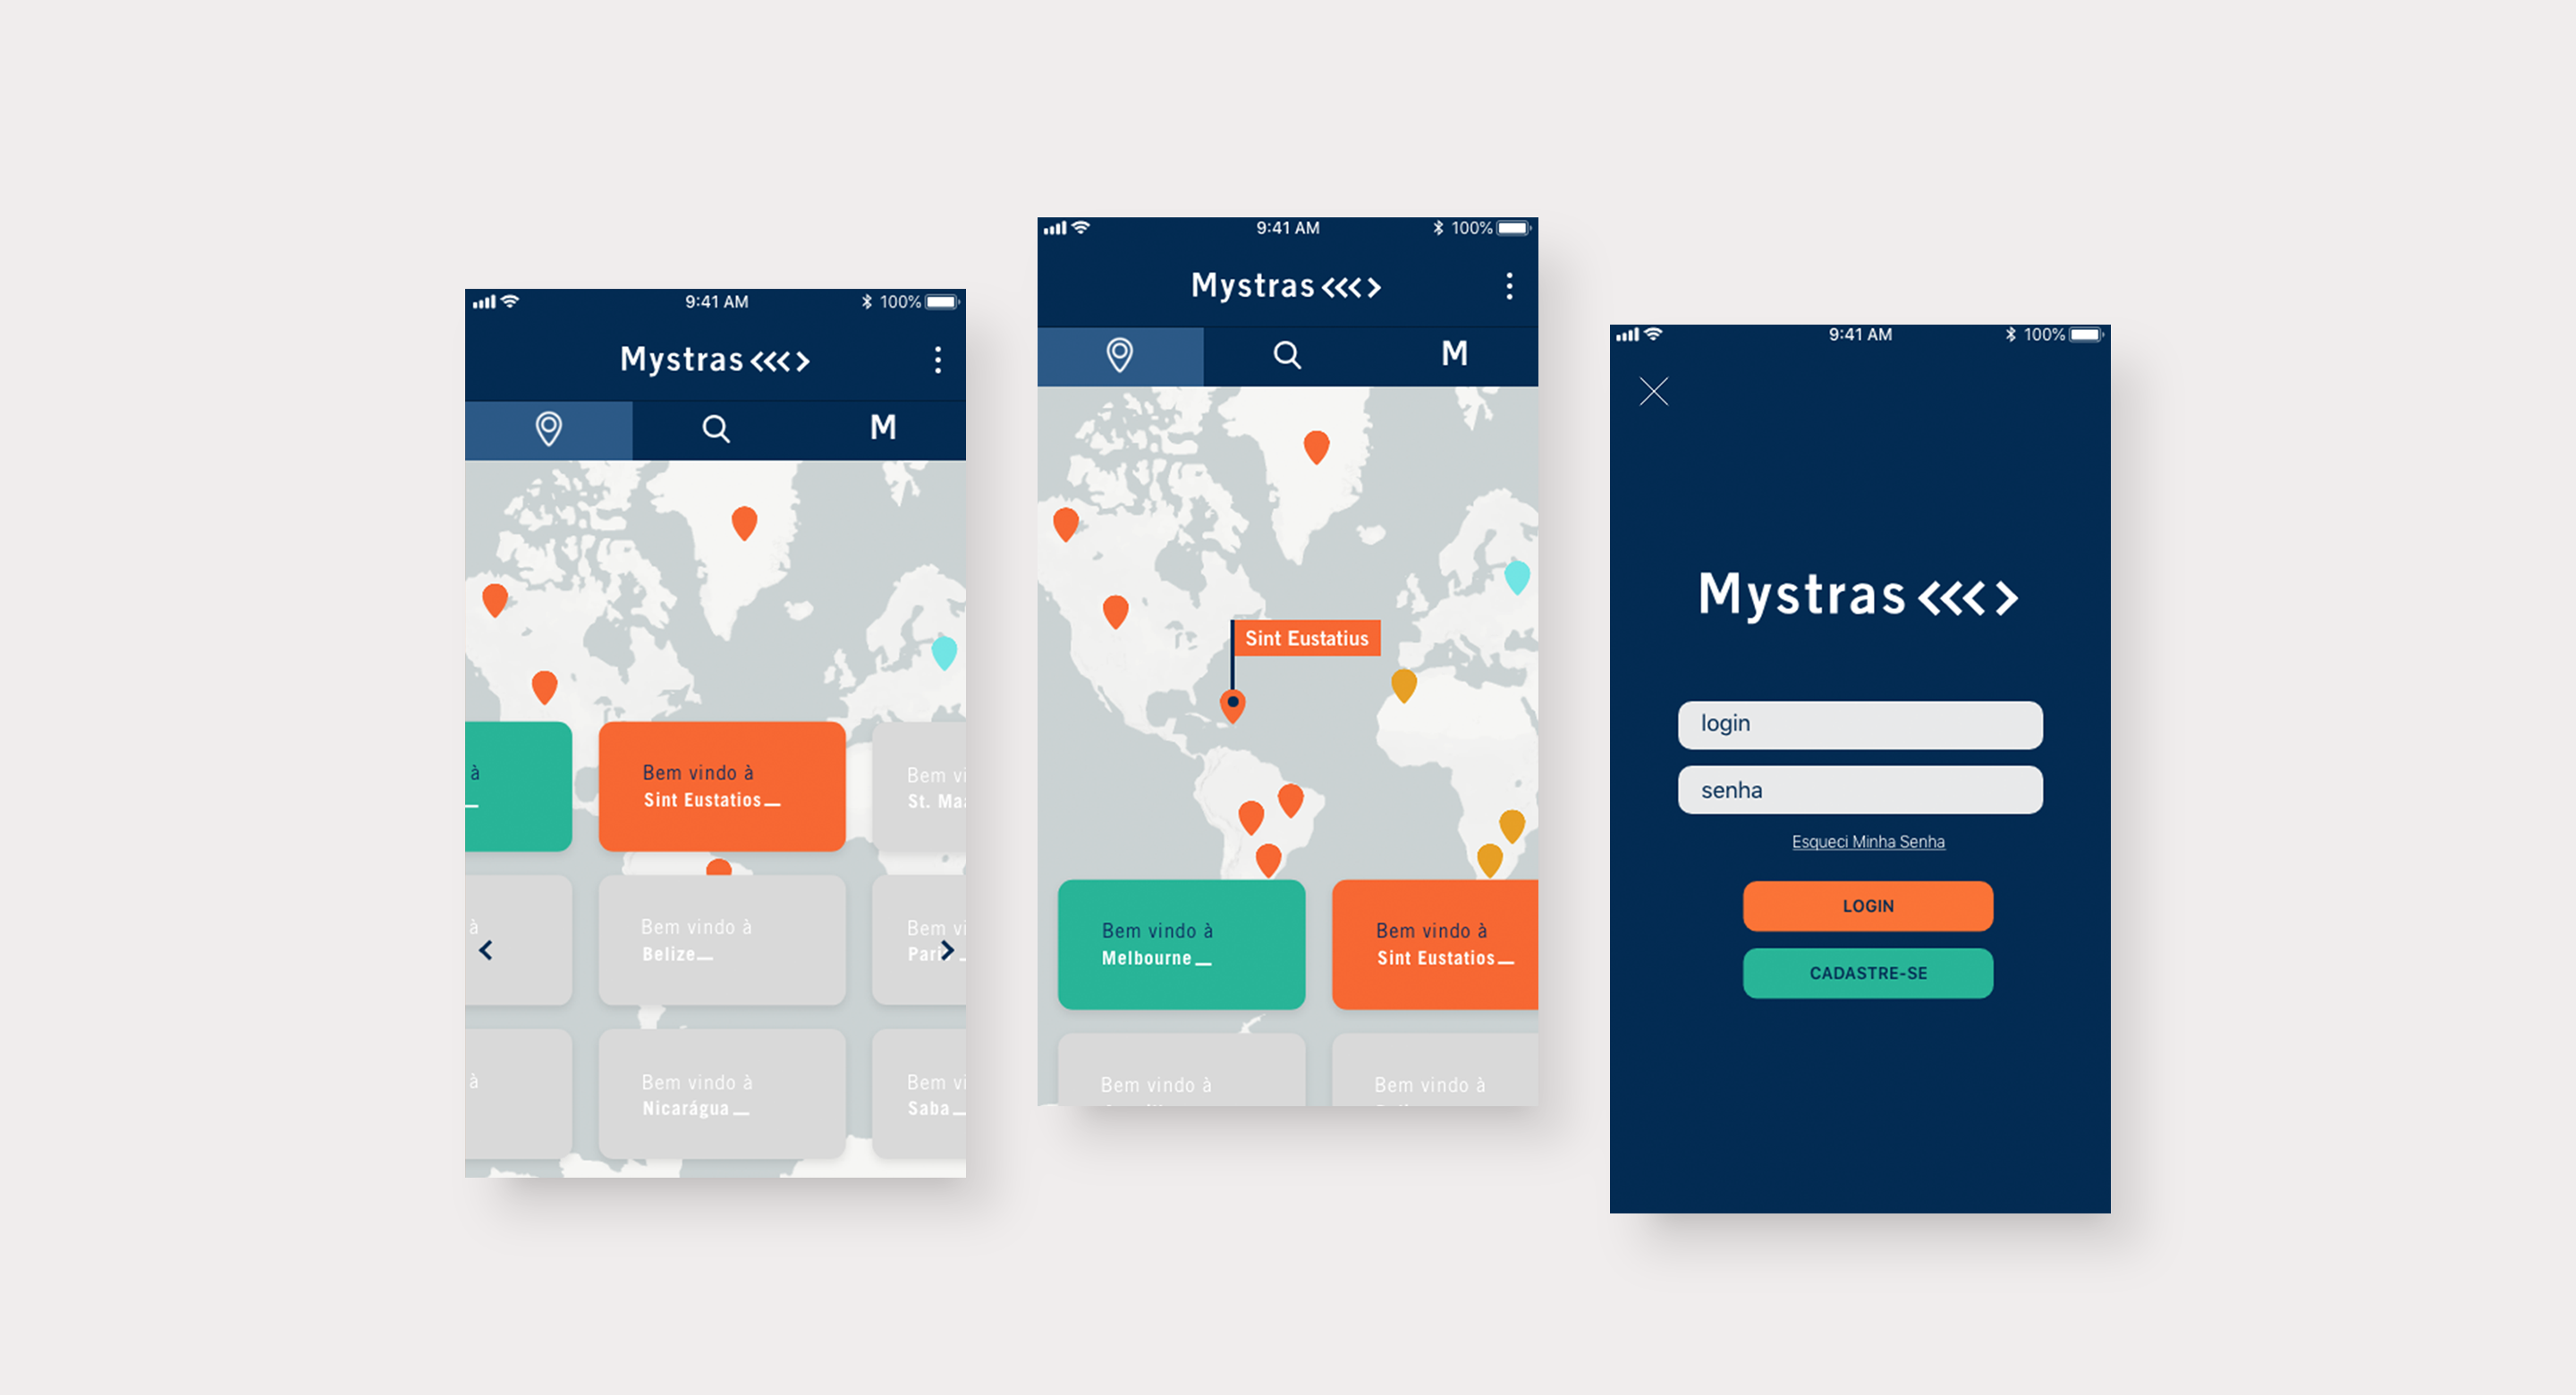 9:41 AM
100%
Mystras
M
à
Bem vindo à
Sint Eustatios
Bem vi
St. Maa
à
Bem vindo à
Belize
Bem vi
Pari
à
Bem vindo à
Nicarágua
Bem vi
Saba
9:41 AM
100%
Mystras
M
Sint Eustatius
Bem vindo à
Melbourne
Bem vindo à
Sint Eustatios
Bem vindo à
Bem vindo à
9:41 AM
100%
Mystras
login
senha
Esqueci Minha Senha
LOGIN
CADASTRE-SE